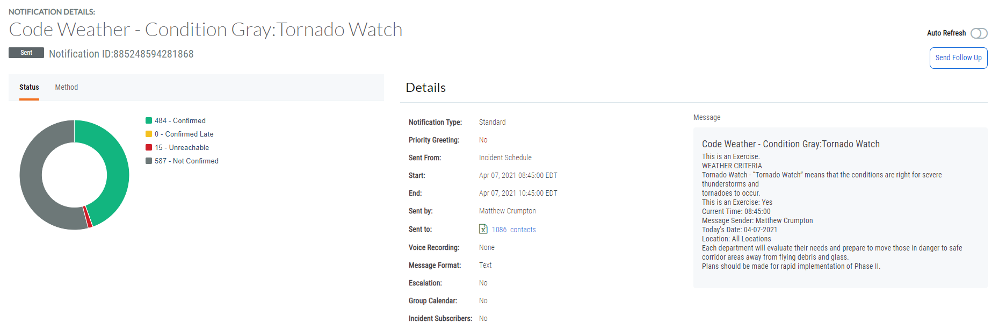 NOTIFICATION DETAILS:
Code Weather - Condition Gray:Tornado Watch
Sent Notification ID:885248594281868
Auto Refresh
Send Follow Up
Status Method
484 - Confirmed
0 - Confirmed Late
15 - Unreachable
587 - Not Confirmed
Details
Notification Type: Standard
Priority Greeting: No
Sent From: Incident Schedule
Start: Apr 07, 2021 08:45:00 EDT
End: Apr 07, 2021 10:45:00 EDT
Sent by: Matthew Crumpton
Sent to: 1086 contacts
Voice Recording: None
Message Format: Text
Escalation: No
Group Calendar: No
Incident Subscribers: No
Message
Code Weather - Condition Gray:Tornado Watch
This is an Exercise.
WEATHER CRITERIA
Tornado Watch - “Tornado Watch” means that the conditions are right for severe
thunderstorms and
tornadoes to occur.
This is an Exercise: Yes
Current Time: 08:45:00
Message Sender: Matthew Crumpton
Today's Date: 04-07-2021
Location: All Locations
Each department will evaluate their needs and prepare to move those in danger to safe
corridor areas away from flying debris and glass.
Plans should be made for rapid implementation of Phase II.